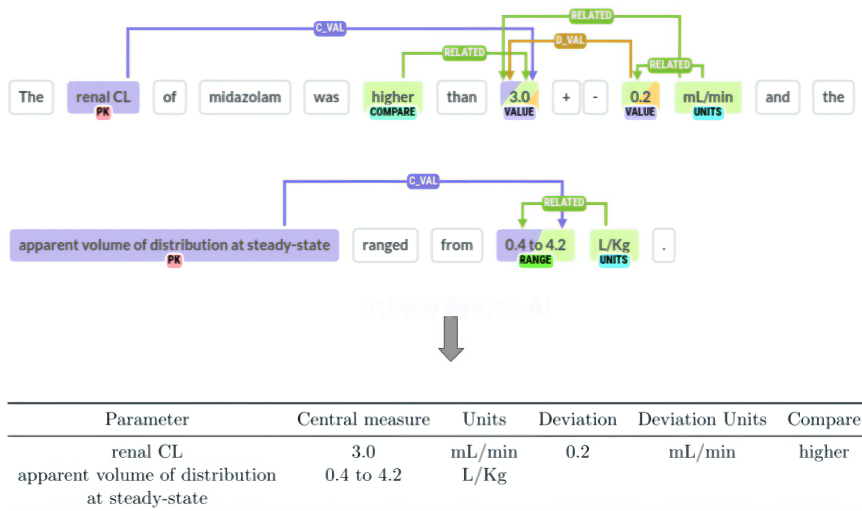 C_VAL RELATED
RELATED D_VAL RELATED
The renal CL of midazolam was higher than 3.0 + - 0.2 mL/min and the
PK COMPARE VALUE VALUE UNITS
C_VAL
RELATED
apparent volume of distribution at steady-state ranged from 0.4 to 4.2 L/Kg .
PK RANGE UNITS
ItPaw Photo AI
Parameter Central measure Units Deviation Deviation Units Compare
renal CL 3.0 mL/min 0.2 mL/min higher
apparent volume of distribution 0.4 to 4.2 L/Kg
at steady-state